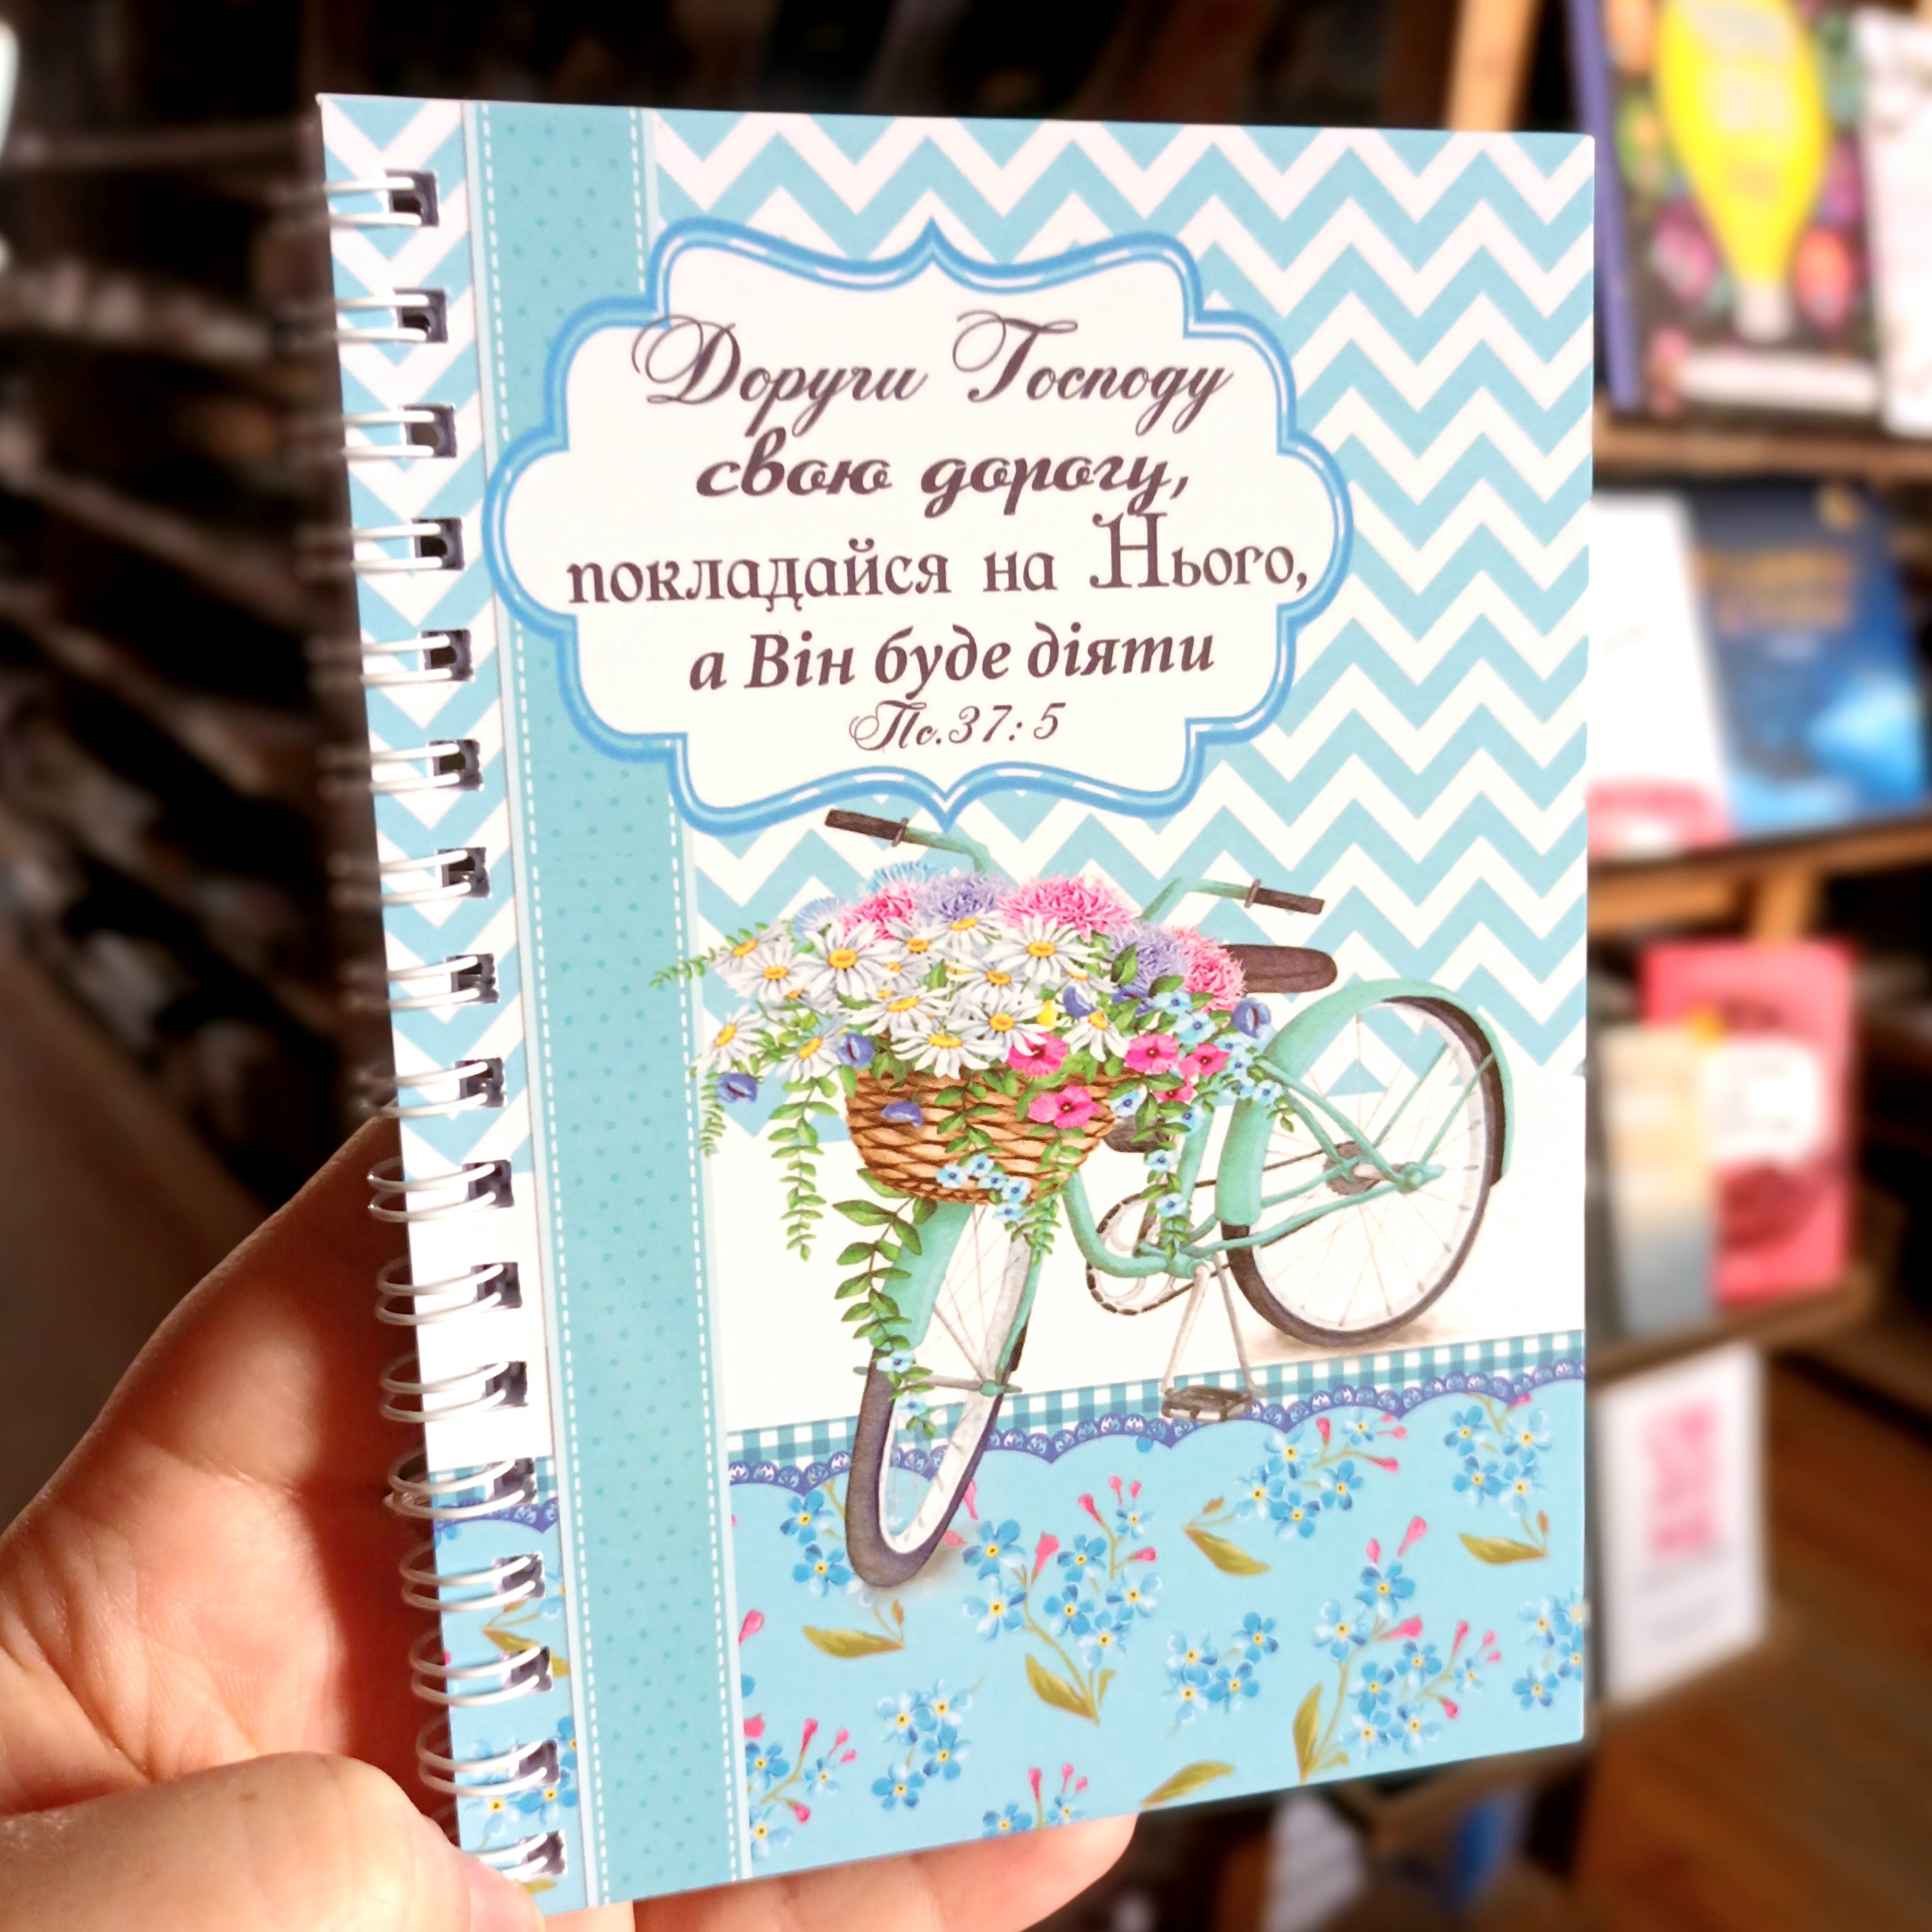 Доручи Господу
свою дорогу,
покладайся на Нього,
а Він буде діяти
Пс.37:5